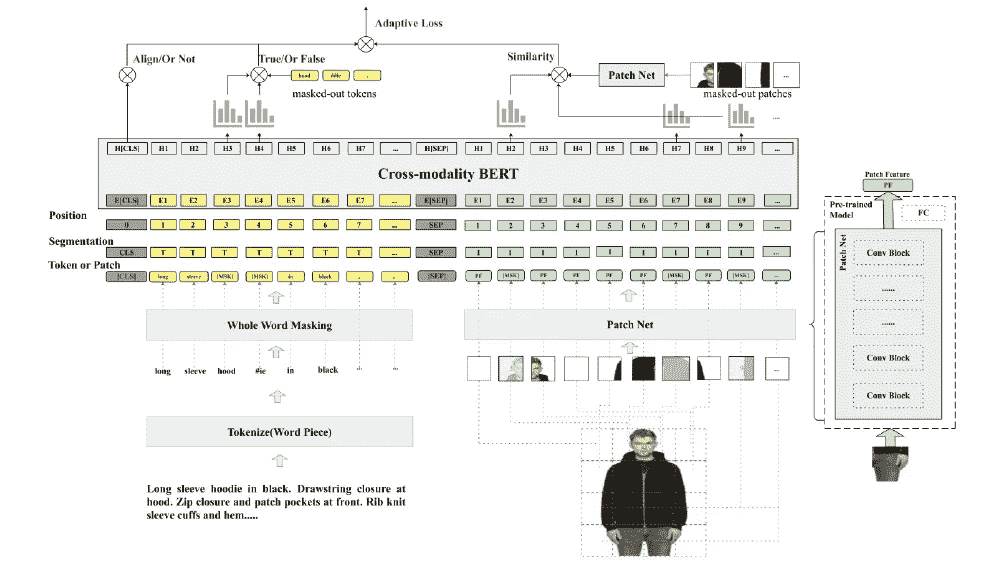 Adaptive Loss
Align/Or Not
True/Or False
Similarity
hood #ie .
Patch Net
...
masked-out tokens
masked-out patches
....
H[CLS] H1 H2 H3 H4 H5 H6 H7 ... H[SEP] H1 H2 H3 H4 H5 H6 H7 H8 H9 ...
Cross-modality BERT
E[CLS] E1 E2 E3 E4 E5 E6 E7 ... E[SEP] E1 E2 E3 E4 E5 E6 E7 E8 E9 ...
Position
0 1 2 3 4 5 6 7 ... SEP 1 2 3 4 5 6 7 8 9 ...
Segmentation
CLS T T T T T T T ... SEP I I I I I I I I I ...
Token or Patch
[CLS] long sleeve [MSK] [MSK] in black . . [SEP] PF [MSK] PF PF PF PF [MSK] PF [MSK] ...
Whole Word Masking
Patch Net
long sleeve hood #ie in black ... ...
...
Tokenize(Word Piece)
Long sleeve hoodie in black. Drawstring closure at
hood. Zip closure and patch pockets at front. Rib knit
sleeve cuffs and hem.....
Patch Feature
PF
Pre-trained
Model
FC
Patch Net
Conv Block
......
......
Conv Block
Conv Block